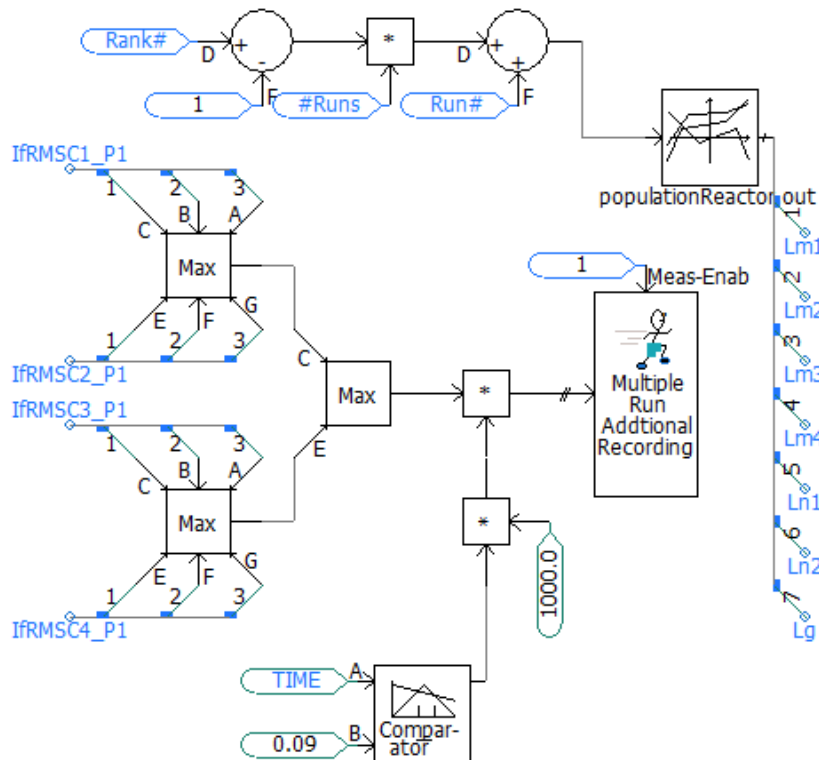 Rank#
D
+
-
F
1
*
#Runs
D
+
+
F
Run#
populationReactor.out
IfRMSC1_P1
1
2
3
C
B
A
Max
E
F
G
1
2
3
IfRMSC2_P1
IfRMSC3_P1
1
2
3
C
B
A
Max
E
F
G
1
2
3
IfRMSC4_P1
C
Max
E
*
*
1000.0
1
Meas-Enab
Multiple
Run
Addtional
Recording
TIME
A
0.09
B
Compar-
ator
1
Lm1
2
Lm2
3
Lm3
4
Lm4
5
Ln1
6
Ln2
7
Lg